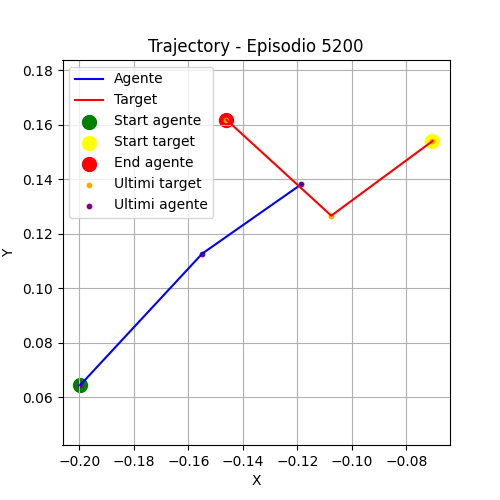 Trajectory - Episodio 5200
Agente
Target
Start agente
Start target
End agente
Ultimi target
Ultimi agente
0.18
0.16
0.14
0.12
0.10
0.08
0.06
Y
−0.20 −0.18 −0.16 −0.14 −0.12 −0.10 −0.08
X